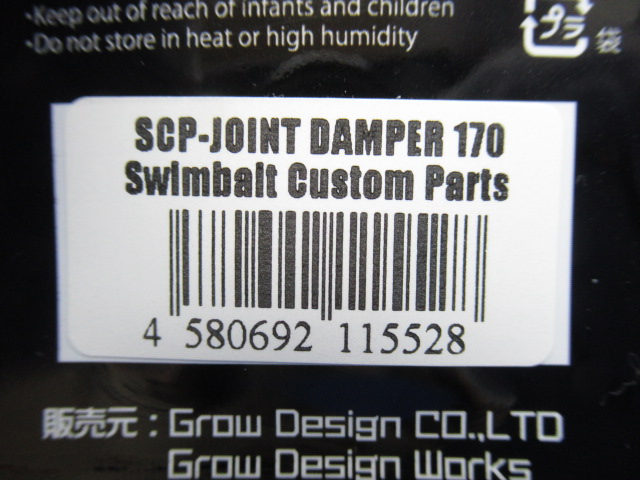 •Keep out of reach of infants and children
•Do not store in heat or high humidity
プラ
袋
SCP-JOINT DAMPER 170
Swimbait Custom Parts
4 580692 115528
販売元：Grow Design CO.,LTD
Grow Design Works